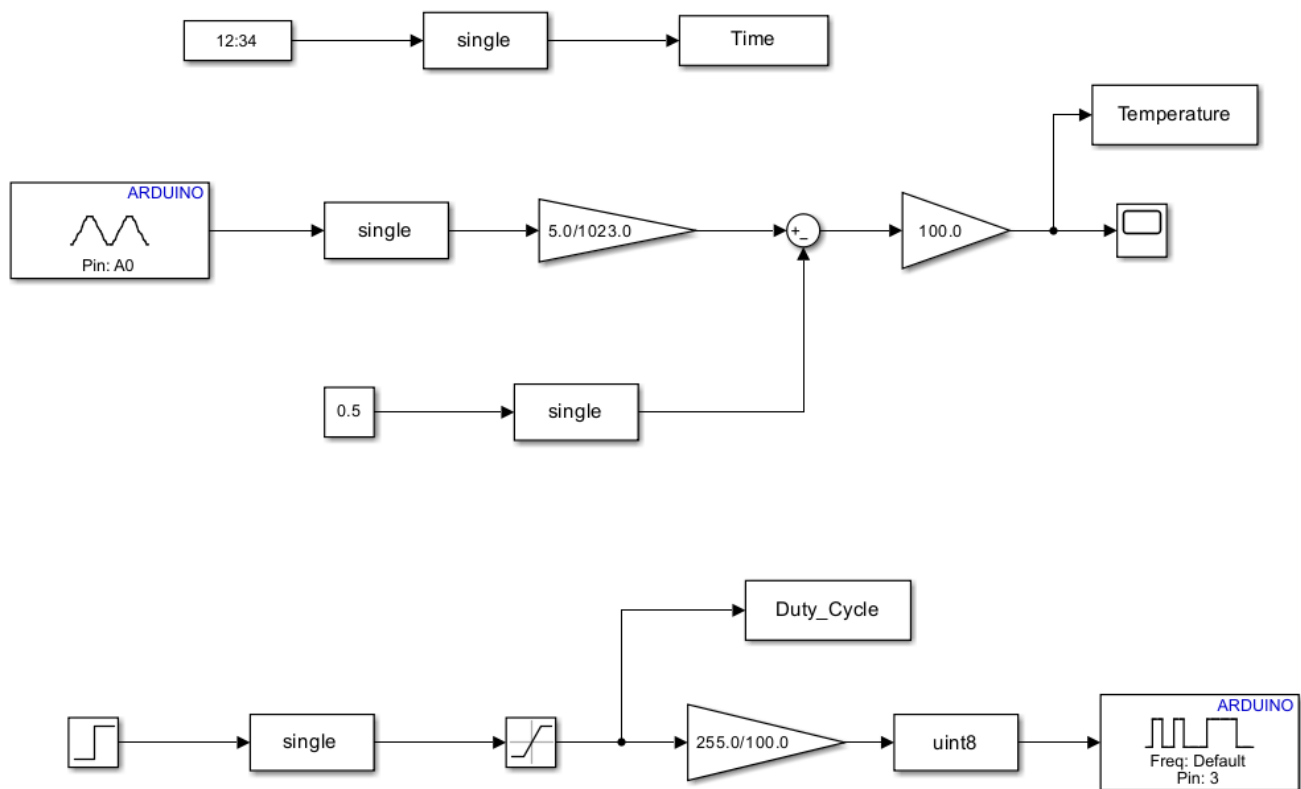 12:34
single
Time
Temperature
ARDUINO
Pin: A0
single
5.0/1023.0
+
−
100.0
0.5
single
Duty_Cycle
single
255.0/100.0
uint8
ARDUINO
Freq: Default
Pin: 3